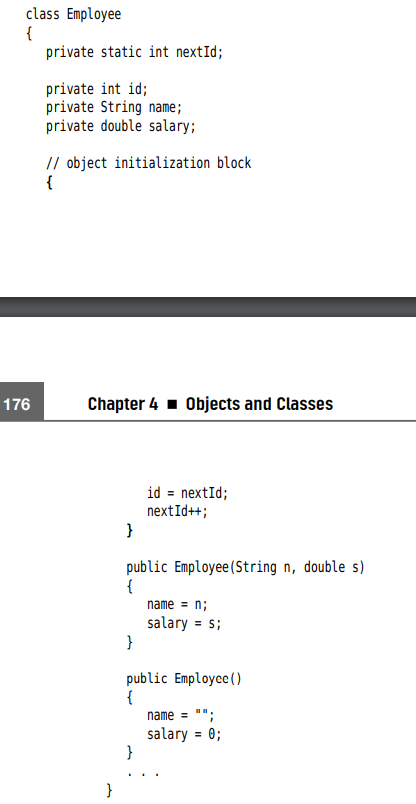 class Employee
{
private static int nextId;
private int id;
private String name;
private double salary;
// object initialization block
{
176 Chapter 4 ■ Objects and Classes
id = nextId;
nextId++;
}
public Employee(String n, double s)
{
name = n;
salary = s;
}
public Employee()
{
name = "";
salary = 0;
}
. . .
}